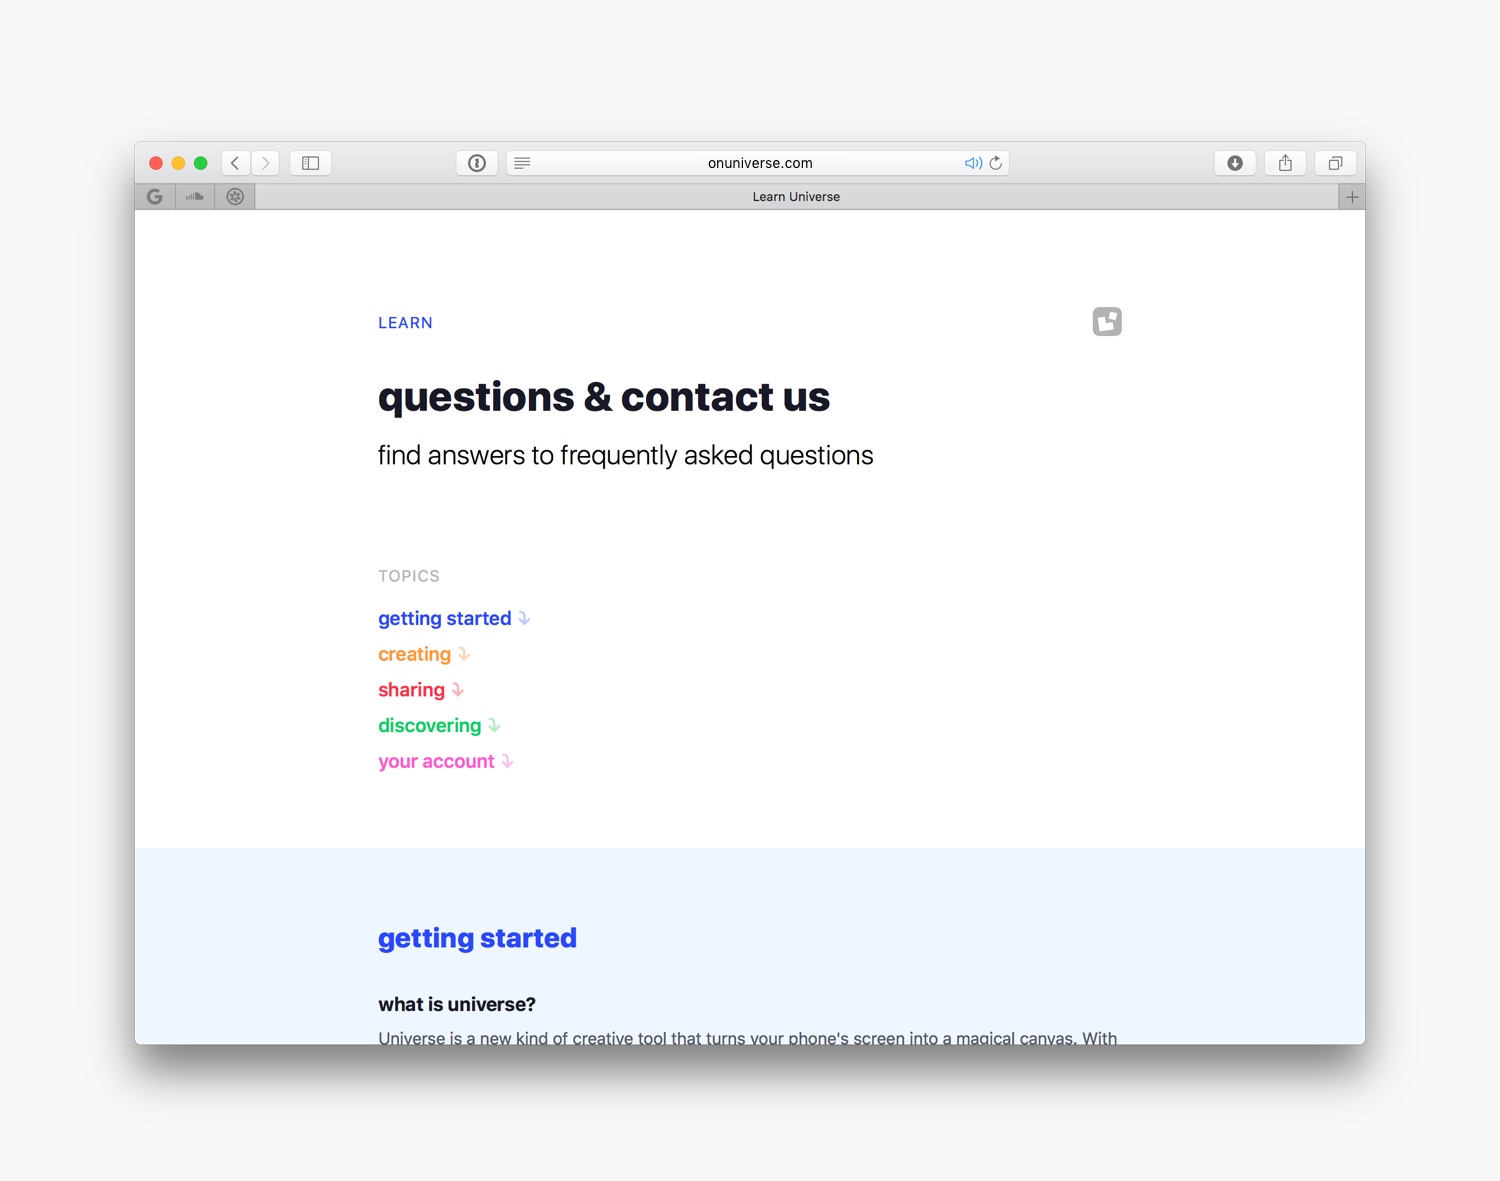 onuniverse.com
Learn Universe
LEARN
questions & contact us
find answers to frequently asked questions
TOPICS
getting started
creating
sharing
discovering
your account
getting started
what is universe?
Universe is a new kind of creative tool that turns your phone's screen into a magical canvas. With